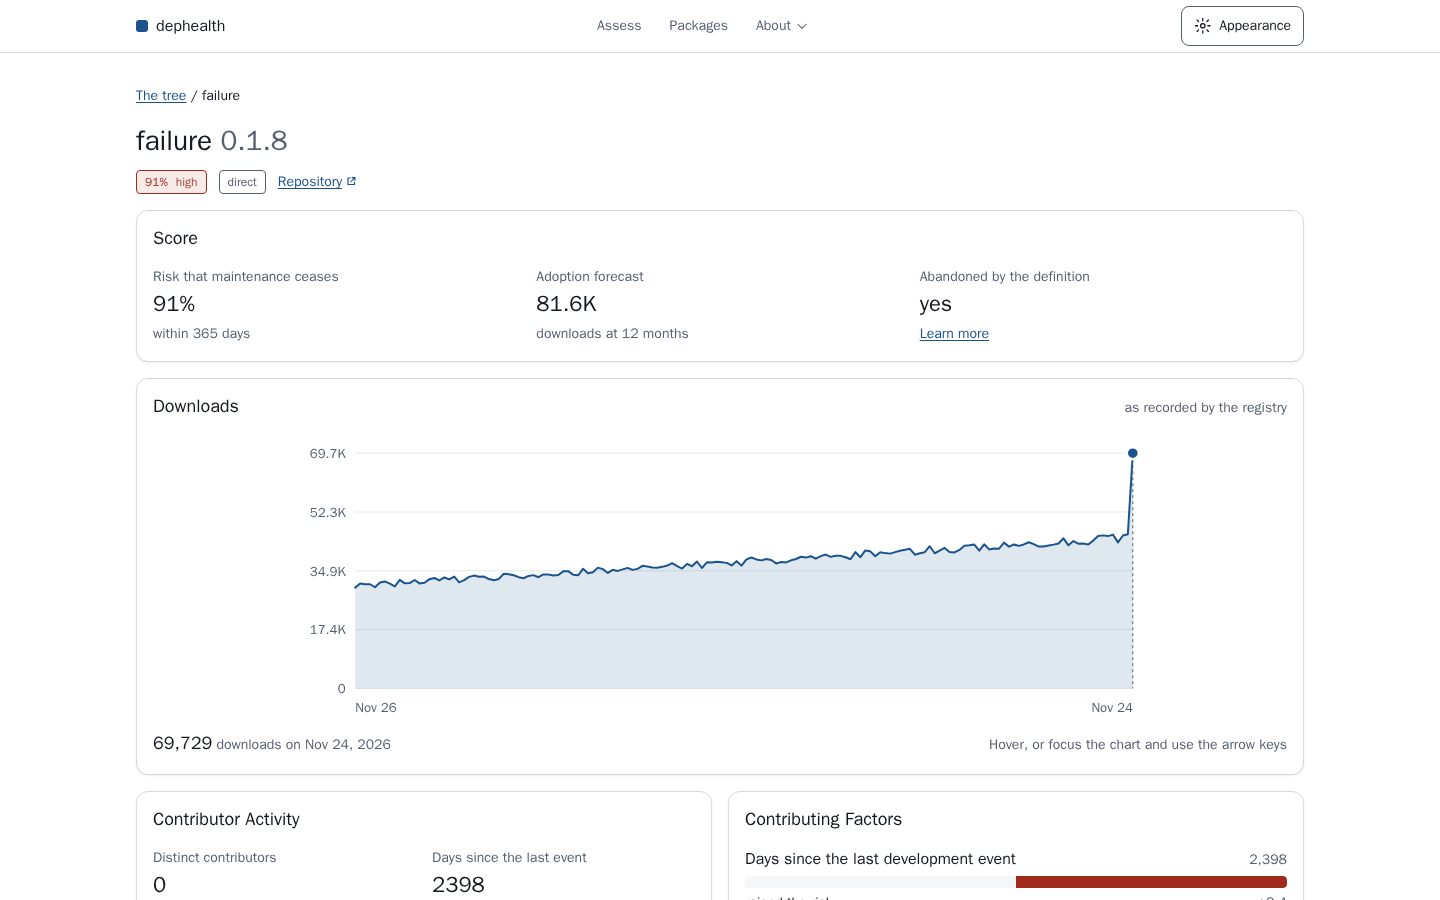 dephealth
Assess
Packages
About
Appearance
The tree / failure
failure 0.1.8
91% high
direct
Repository
Score
Risk that maintenance ceases
91%
within 365 days
Adoption forecast
81.6K
downloads at 12 months
Abandoned by the definition
yes
Learn more
Downloads
as recorded by the registry
69.7K
52.3K
34.9K
17.4K
0
Nov 26
Nov 24
69,729 downloads on Nov 24, 2026
Hover, or focus the chart and use the arrow keys
Contributor Activity
Distinct contributors
0
Days since the last event
2398
Contributing Factors
Days since the last development event
2,398